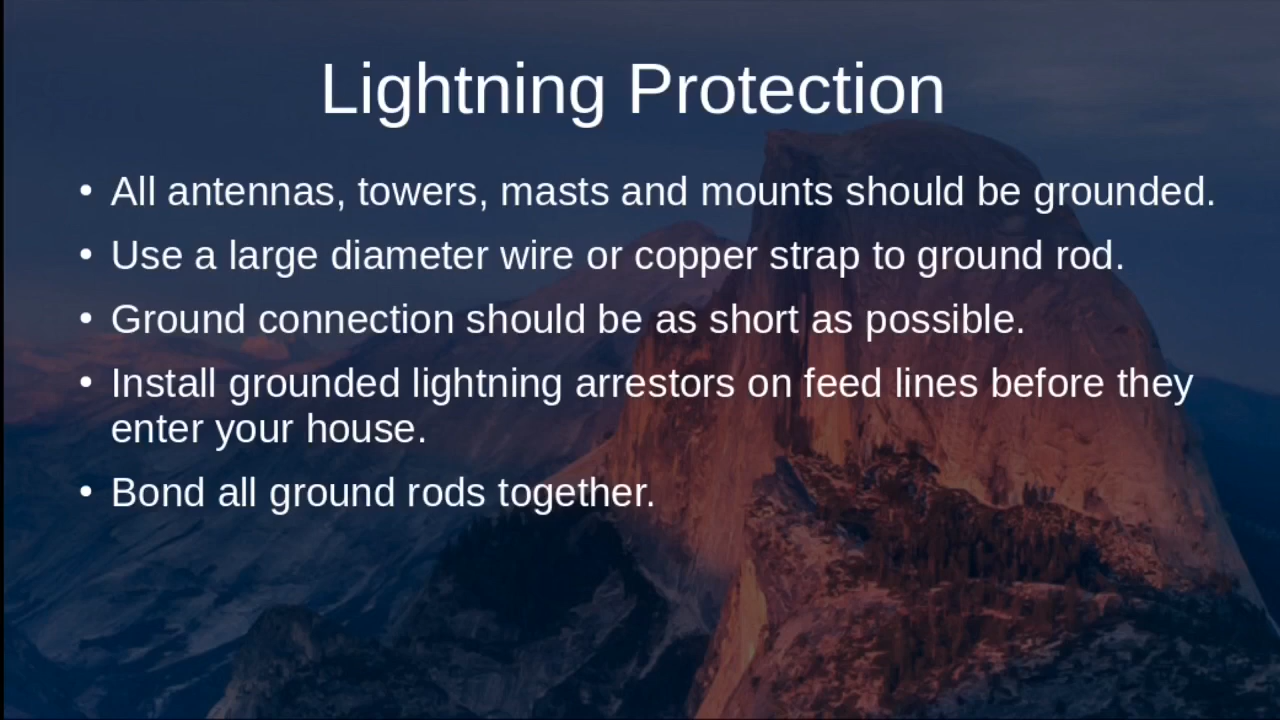 Lightning Protection
• All antennas, towers, masts and mounts should be grounded.
• Use a large diameter wire or copper strap to ground rod.
• Ground connection should be as short as possible.
• Install grounded lightning arrestors on feed lines before they
enter your house.
• Bond all ground rods together.